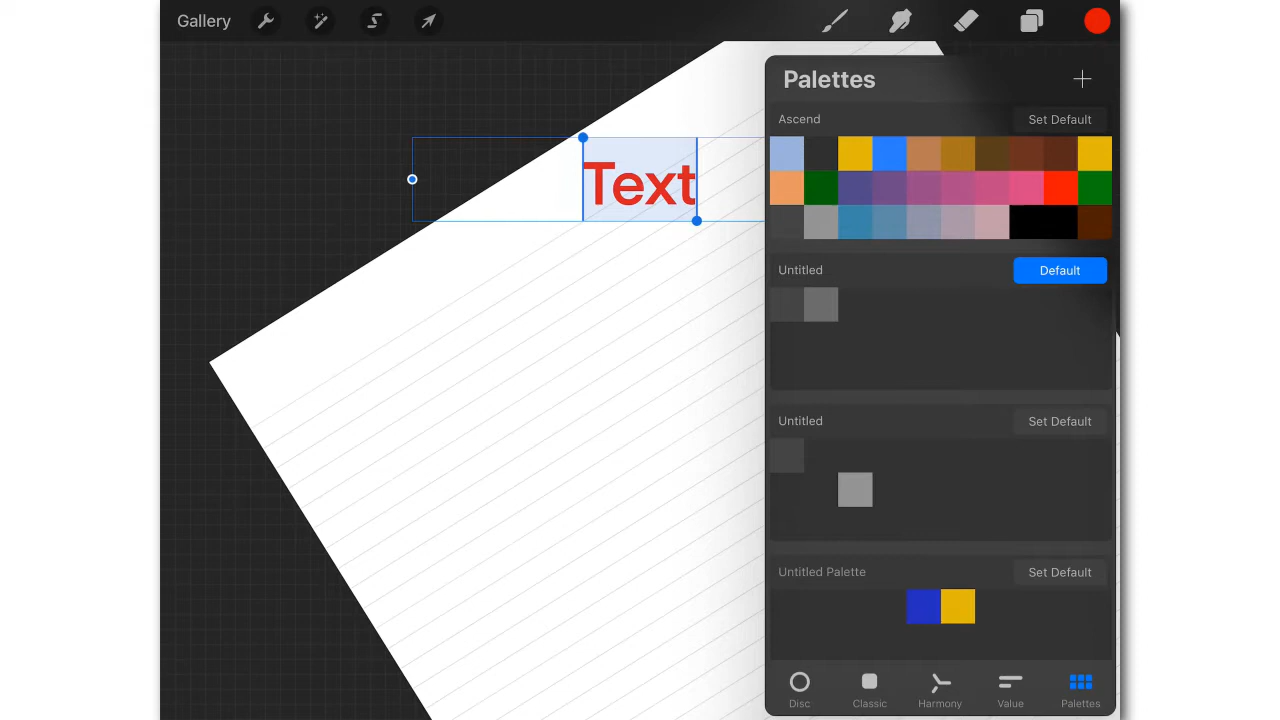 Gallery
Text
Palettes
Ascend
Set Default
Untitled
Default
Untitled
Set Default
Untitled Palette
Set Default
Disc
Classic
Harmony
Value
Palettes